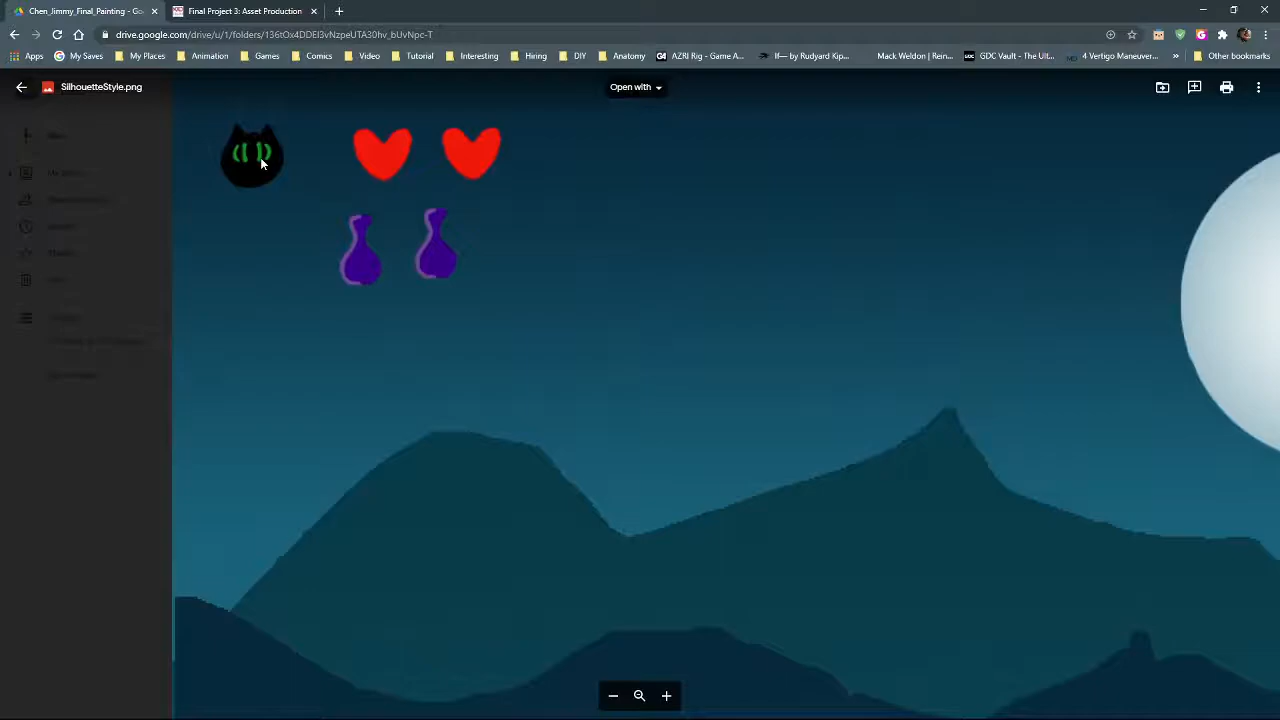 Chen_Jimmy_Final_Painting - Goo
Final Project 3: Asset Production
drive.google.com/drive/u/1/folders/136tOx4DDEl3vNzpeUTA30hv_bUvNpc-T
Apps
My Saves
My Places
Animation
Games
Comics
Video
Tutorial
Interesting
Hiring
DIY
Anatomy
AZRI Rig - Game A...
If— by Rudyard Kip...
Mack Weldon | Goo...
GDC Vault - The Ult...
4 Vertigo Maneuver...
Other bookmarks
SilhouetteStyle.png
Open with